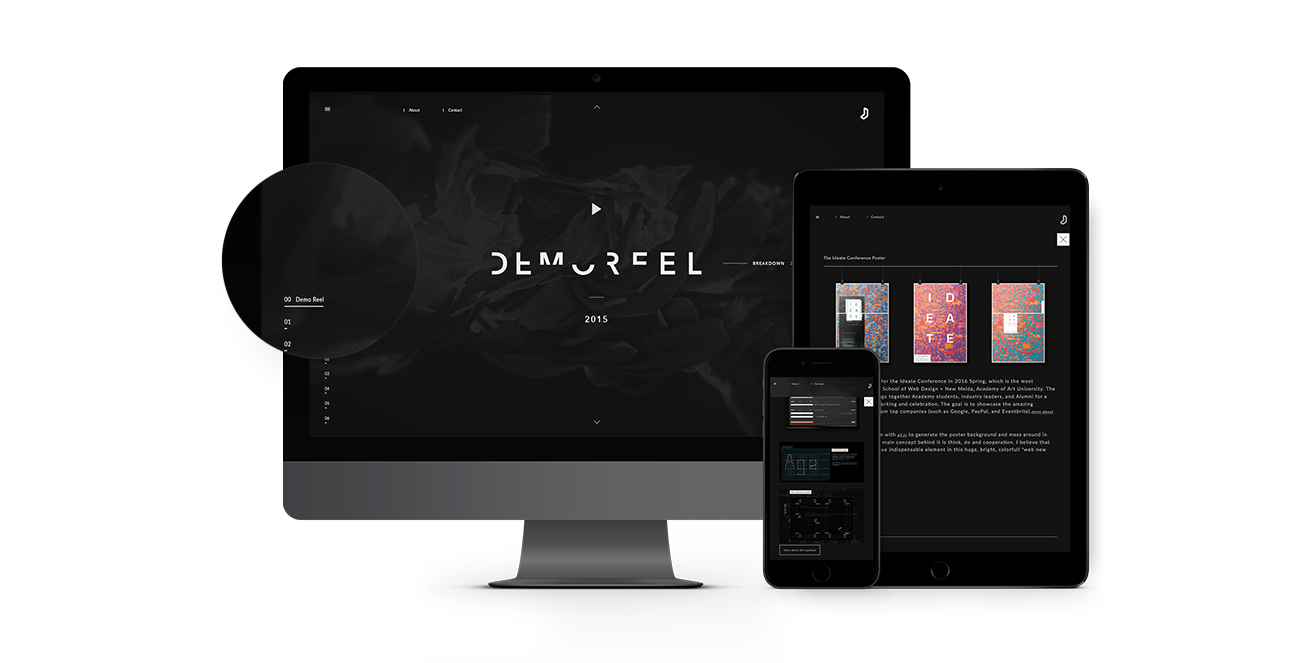 About
Contact
DEMOREEL
BREAKDOWN
2015
00 Demo Reel
01
02
03
04
05
06
About
Contact
The Ideate Conference Poster
I D
E A
T E
for the Ideate Conference in 2016 Spring, which is the most
School of Web Design + New Meida, Academy of Art University. The
gs together Academy students, industry leaders, and Alumni for a
orking and celebration. The goal is to showcase the amazing
om top companies (such as Google, PayPal, and Eventbrite).more about
n with to generate the poster background and mess around in
main concept behind it is think, do and cooperation. I believe that
ue indispensable element in this huge, bright, colorfull "web new
About
Contact
Age